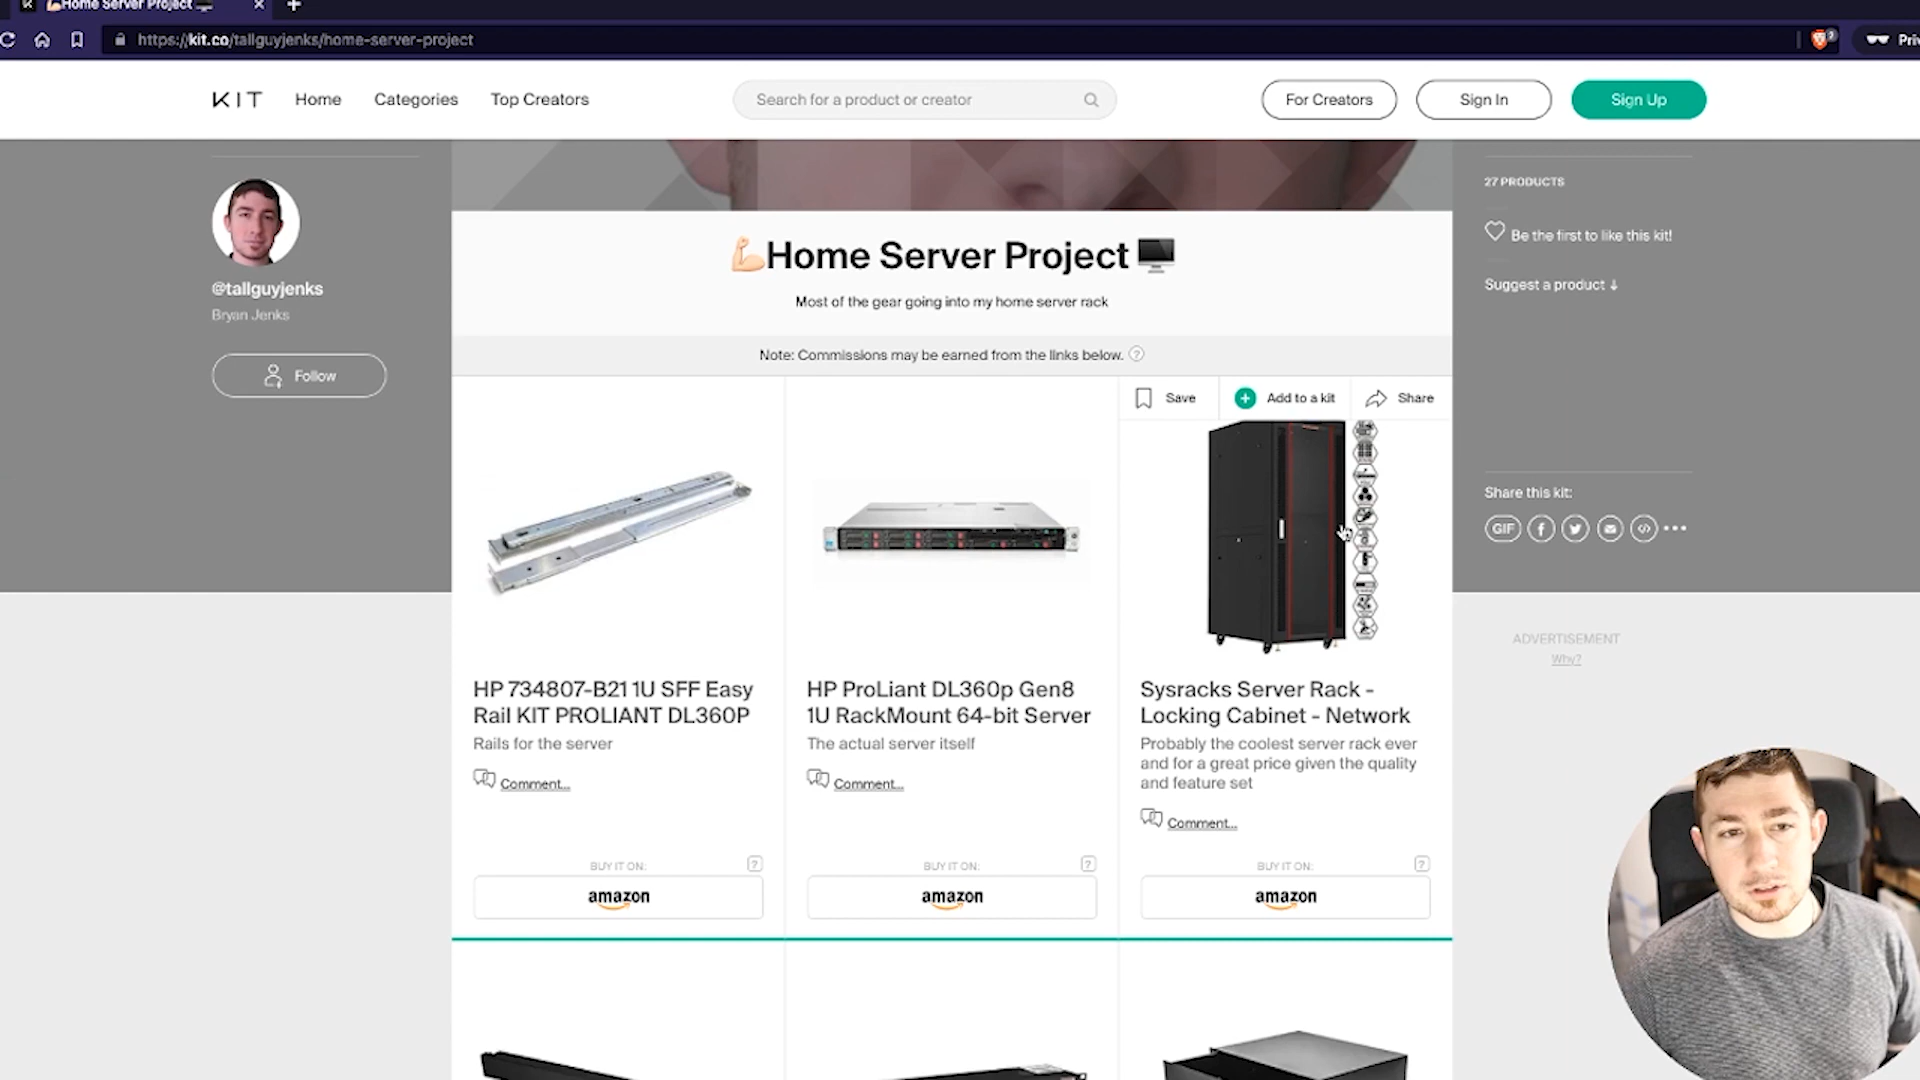 💪Home Server Project 🖥️
https://kit.co/tallguyjenks/home-server-project
2
KIT
Home
Categories
Top Creators
Search for a product or creator
For Creators
Sign In
Sign Up
@tallguyjenks
Bryan Jenks
Follow
💪Home Server Project 🖥️
Most of the gear going into my home server rack
Note: Commissions may be earned from the links below. ?
27 PRODUCTS
Be the first to like this kit!
Suggest a product ↓
Share this kit:
GIF
ADVERTISEMENT
Why?
Save
Add to a kit
Share
HP 734807-B21 1U SFF Easy
Rail KIT PROLIANT DL360P
Rails for the server
Comment...
BUY IT ON: ?
amazon
HP ProLiant DL360p Gen8
1U RackMount 64-bit Server
The actual server itself
Comment...
BUY IT ON: ?
amazon
Sysracks Server Rack -
Locking Cabinet - Network
Probably the coolest server rack ever
and for a great price given the quality
and feature set
Comment...
BUY IT ON: ?
amazon